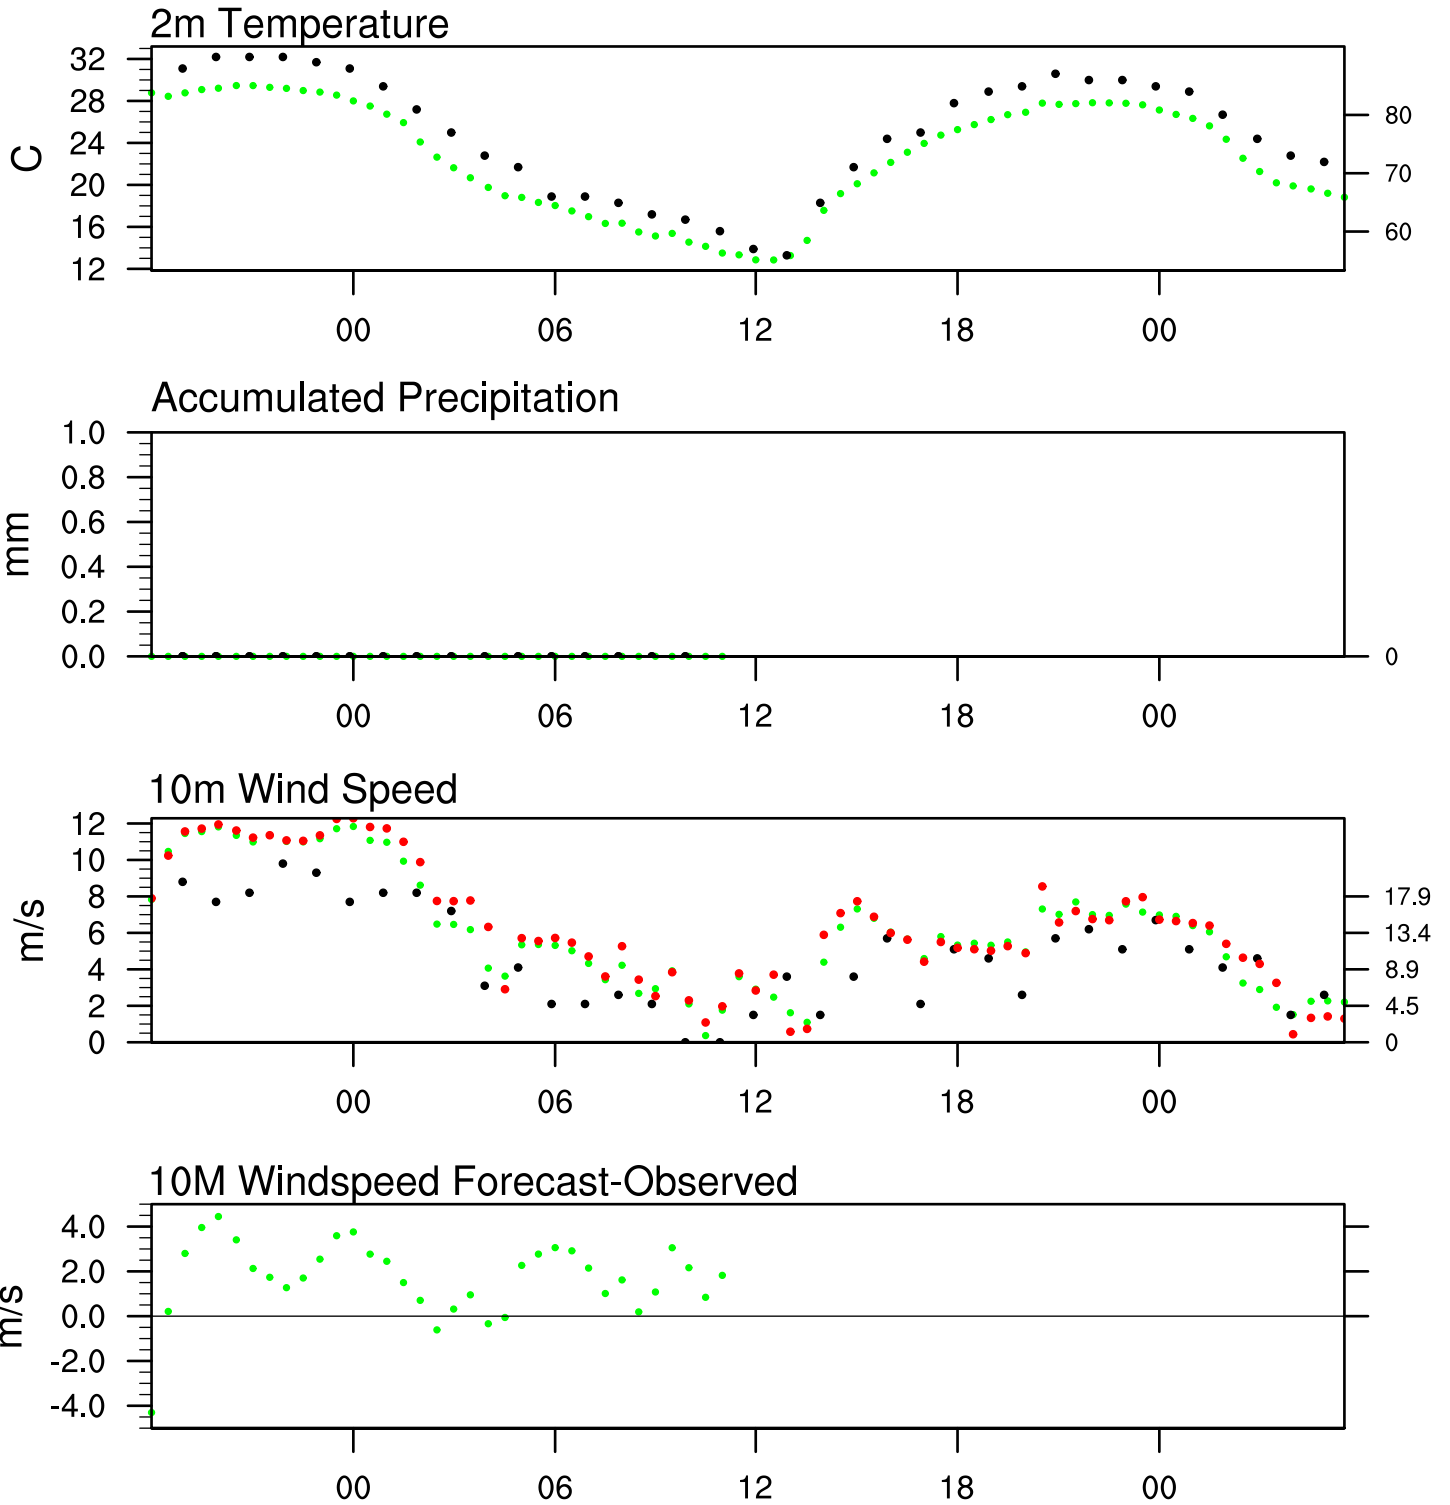 2m Temperature
32
28
24
20
16
12
C
80
70
60
00 06 12 18 00
Accumulated Precipitation
1.0
0.8
0.6
0.4
0.2
0.0
mm
0
00 06 12 18 00
10m Wind Speed
12
10
8
6
4
2
0
m/s
17.9
13.4
8.9
4.5
0
00 06 12 18 00
10M Windspeed Forecast-Observed
4.0
2.0
0.0
-2.0
-4.0
m/s
00 06 12 18 00